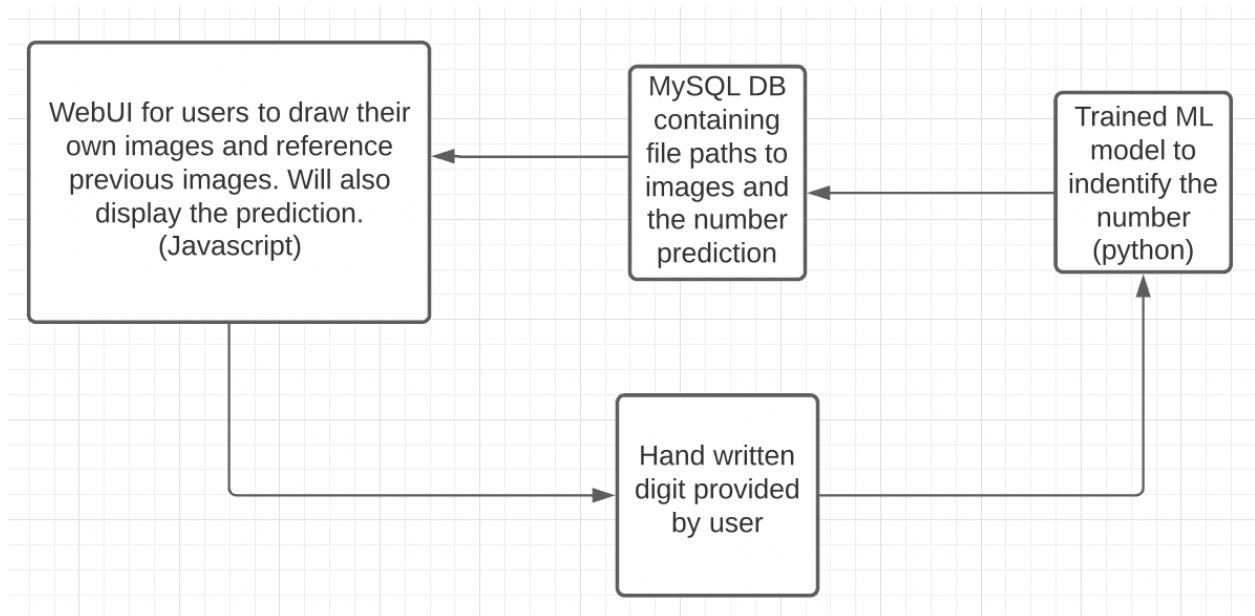 WebUI for users to draw their
own images and reference
previous images. Will also
display the prediction.
(Javascript)
MySQL DB
containing
file paths to
images and
the number
prediction
Trained ML
model to
indentify the
number
(python)
Hand written
digit provided
by user